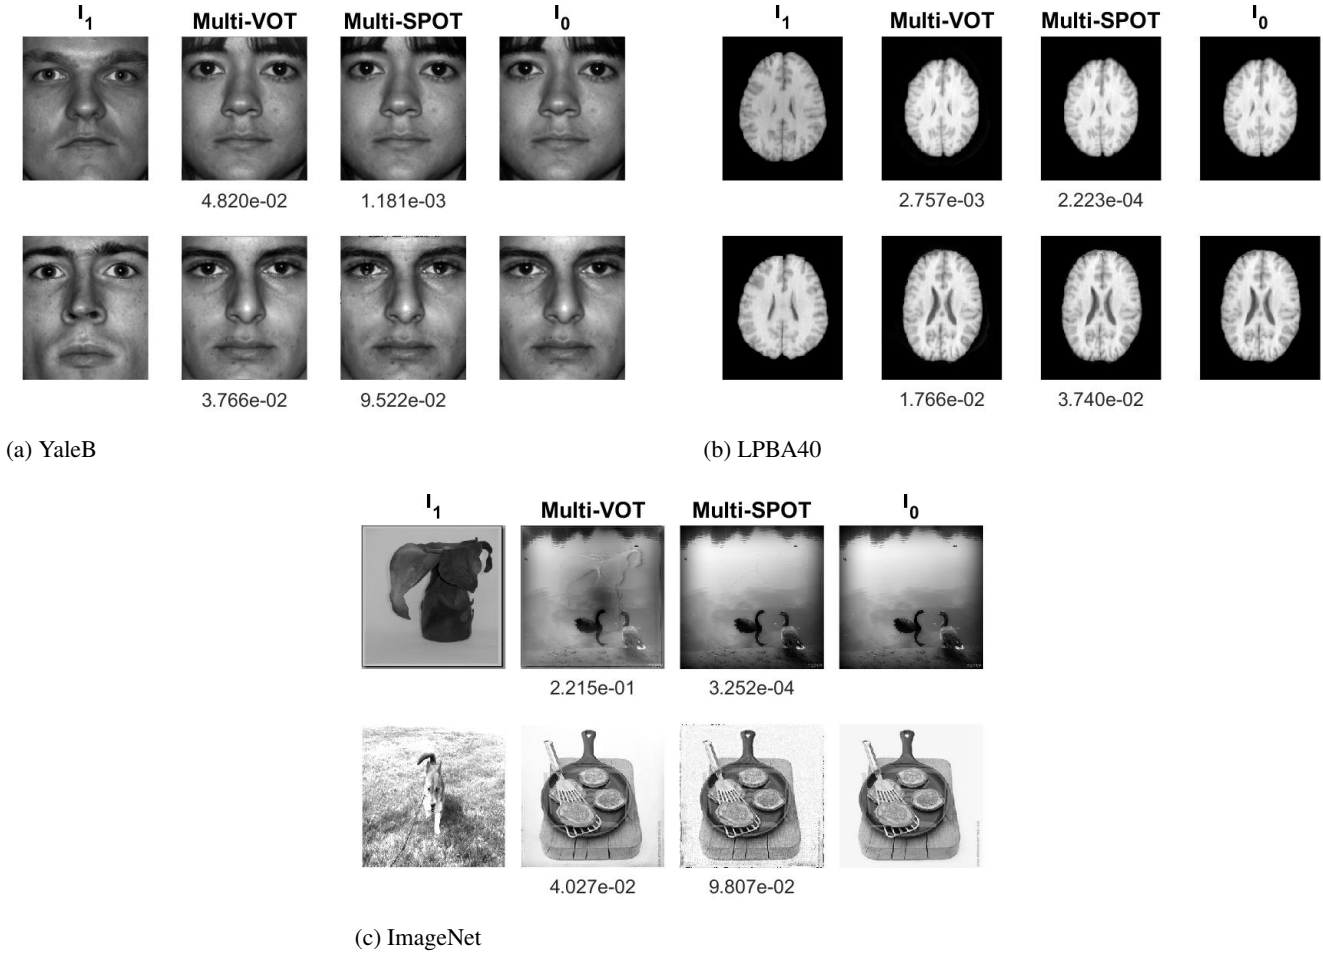 I1 Multi-VOT Multi-SPOT I0
4.820e-02 1.181e-03
3.766e-02 9.522e-02
(a) YaleB
I1 Multi-VOT Multi-SPOT I0
2.757e-03 2.223e-04
1.766e-02 3.740e-02
(b) LPBA40
I1 Multi-VOT Multi-SPOT I0
2.215e-01 3.252e-04
4.027e-02 9.807e-02
(c) ImageNet